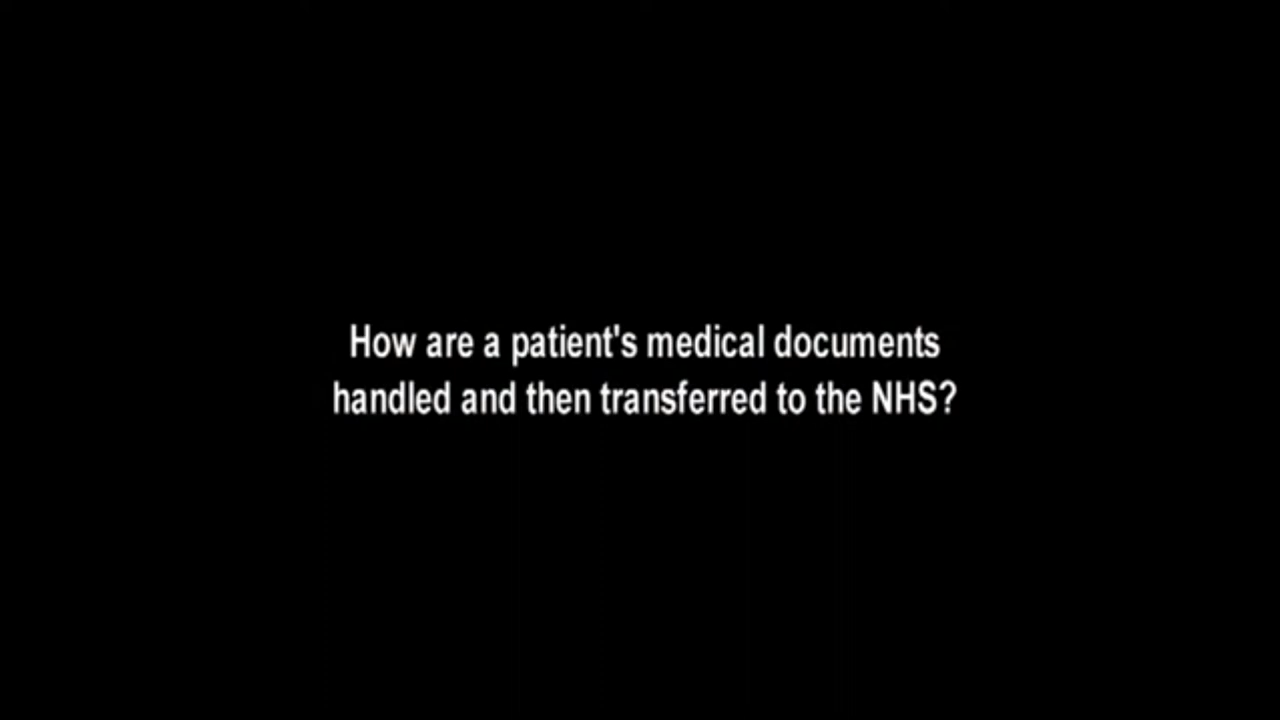 How are a patient's medical documents
handled and then transferred to the NHS?